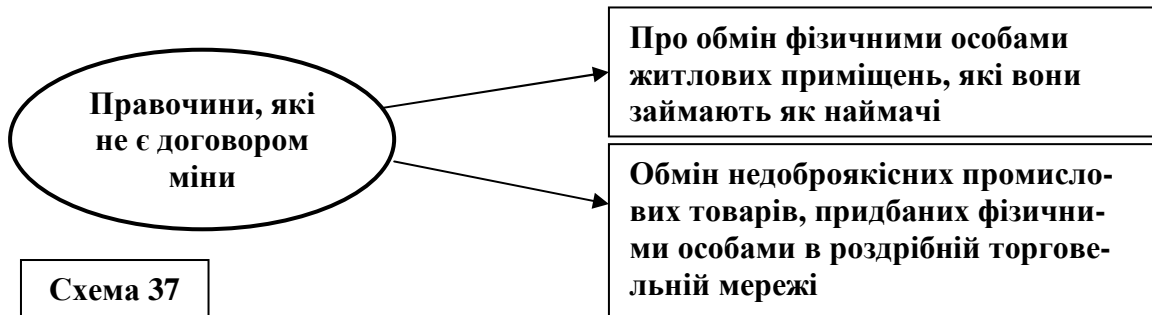 Правочини, які
не є договором
міни
Про обмін фізичними особами
житлових приміщень, які вони
займають як наймачі
Обмін недоброякісних промисло-
вих товарів, придбаних фізични-
ми особами в роздрібній торгове-
льній мережі
Схема 37